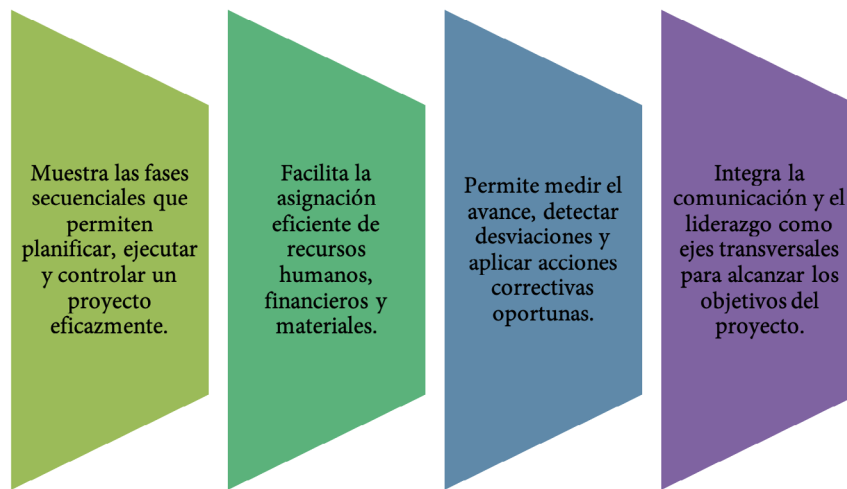 Muestra las fases
secuenciales que
permiten
planificar, ejecutar
y controlar un
proyecto
eficazmente.
Facilita la
asignación
eficiente de
recursos
humanos,
financieros y
materiales.
Permite medir el
avance, detectar
desviaciones y
aplicar acciones
correctivas
oportunas.
Integra la
comunicación y el
liderazgo como
ejes transversales
para alcanzar los
objetivos del
proyecto.